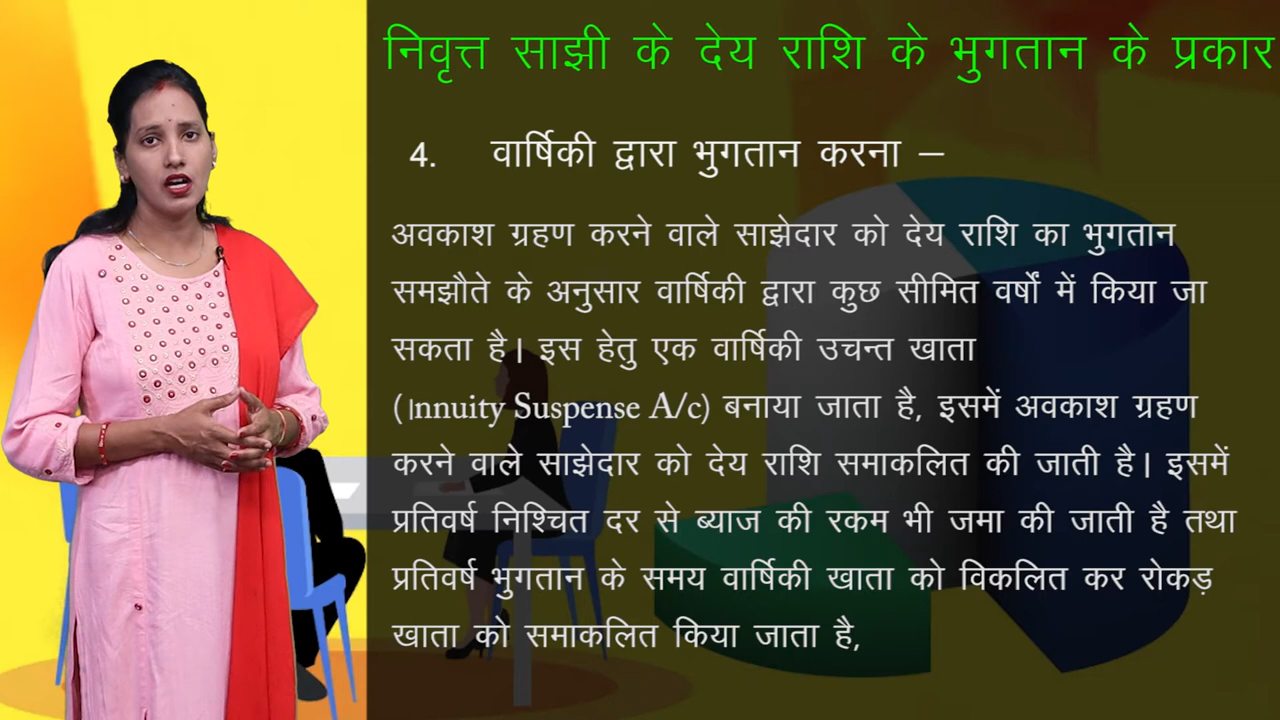 निवृत्त साझी के देय राशि के भुगतान के प्रकार
4. वार्षिकी द्वारा भुगतान करना –
अवकाश ग्रहण करने वाले साझेदार को देय राशि का भुगतान
समझौते के अनुसार वार्षिकी द्वारा कुछ सीमित वर्षों में किया जा
सकता है। इस हेतु एक वार्षिकी उचन्त खाता
(।nnuity Suspense A/c) बनाया जाता है, इसमें अवकाश ग्रहण
करने वाले साझेदार को देय राशि समाकलित की जाती है। इसमें
प्रतिवर्ष निश्चित दर से ब्याज की रकम भी जमा की जाती है तथा
प्रतिवर्ष भुगतान के समय वार्षिकी खाता को विकलित कर रोकड़
खाता को समाकलित किया जाता है,